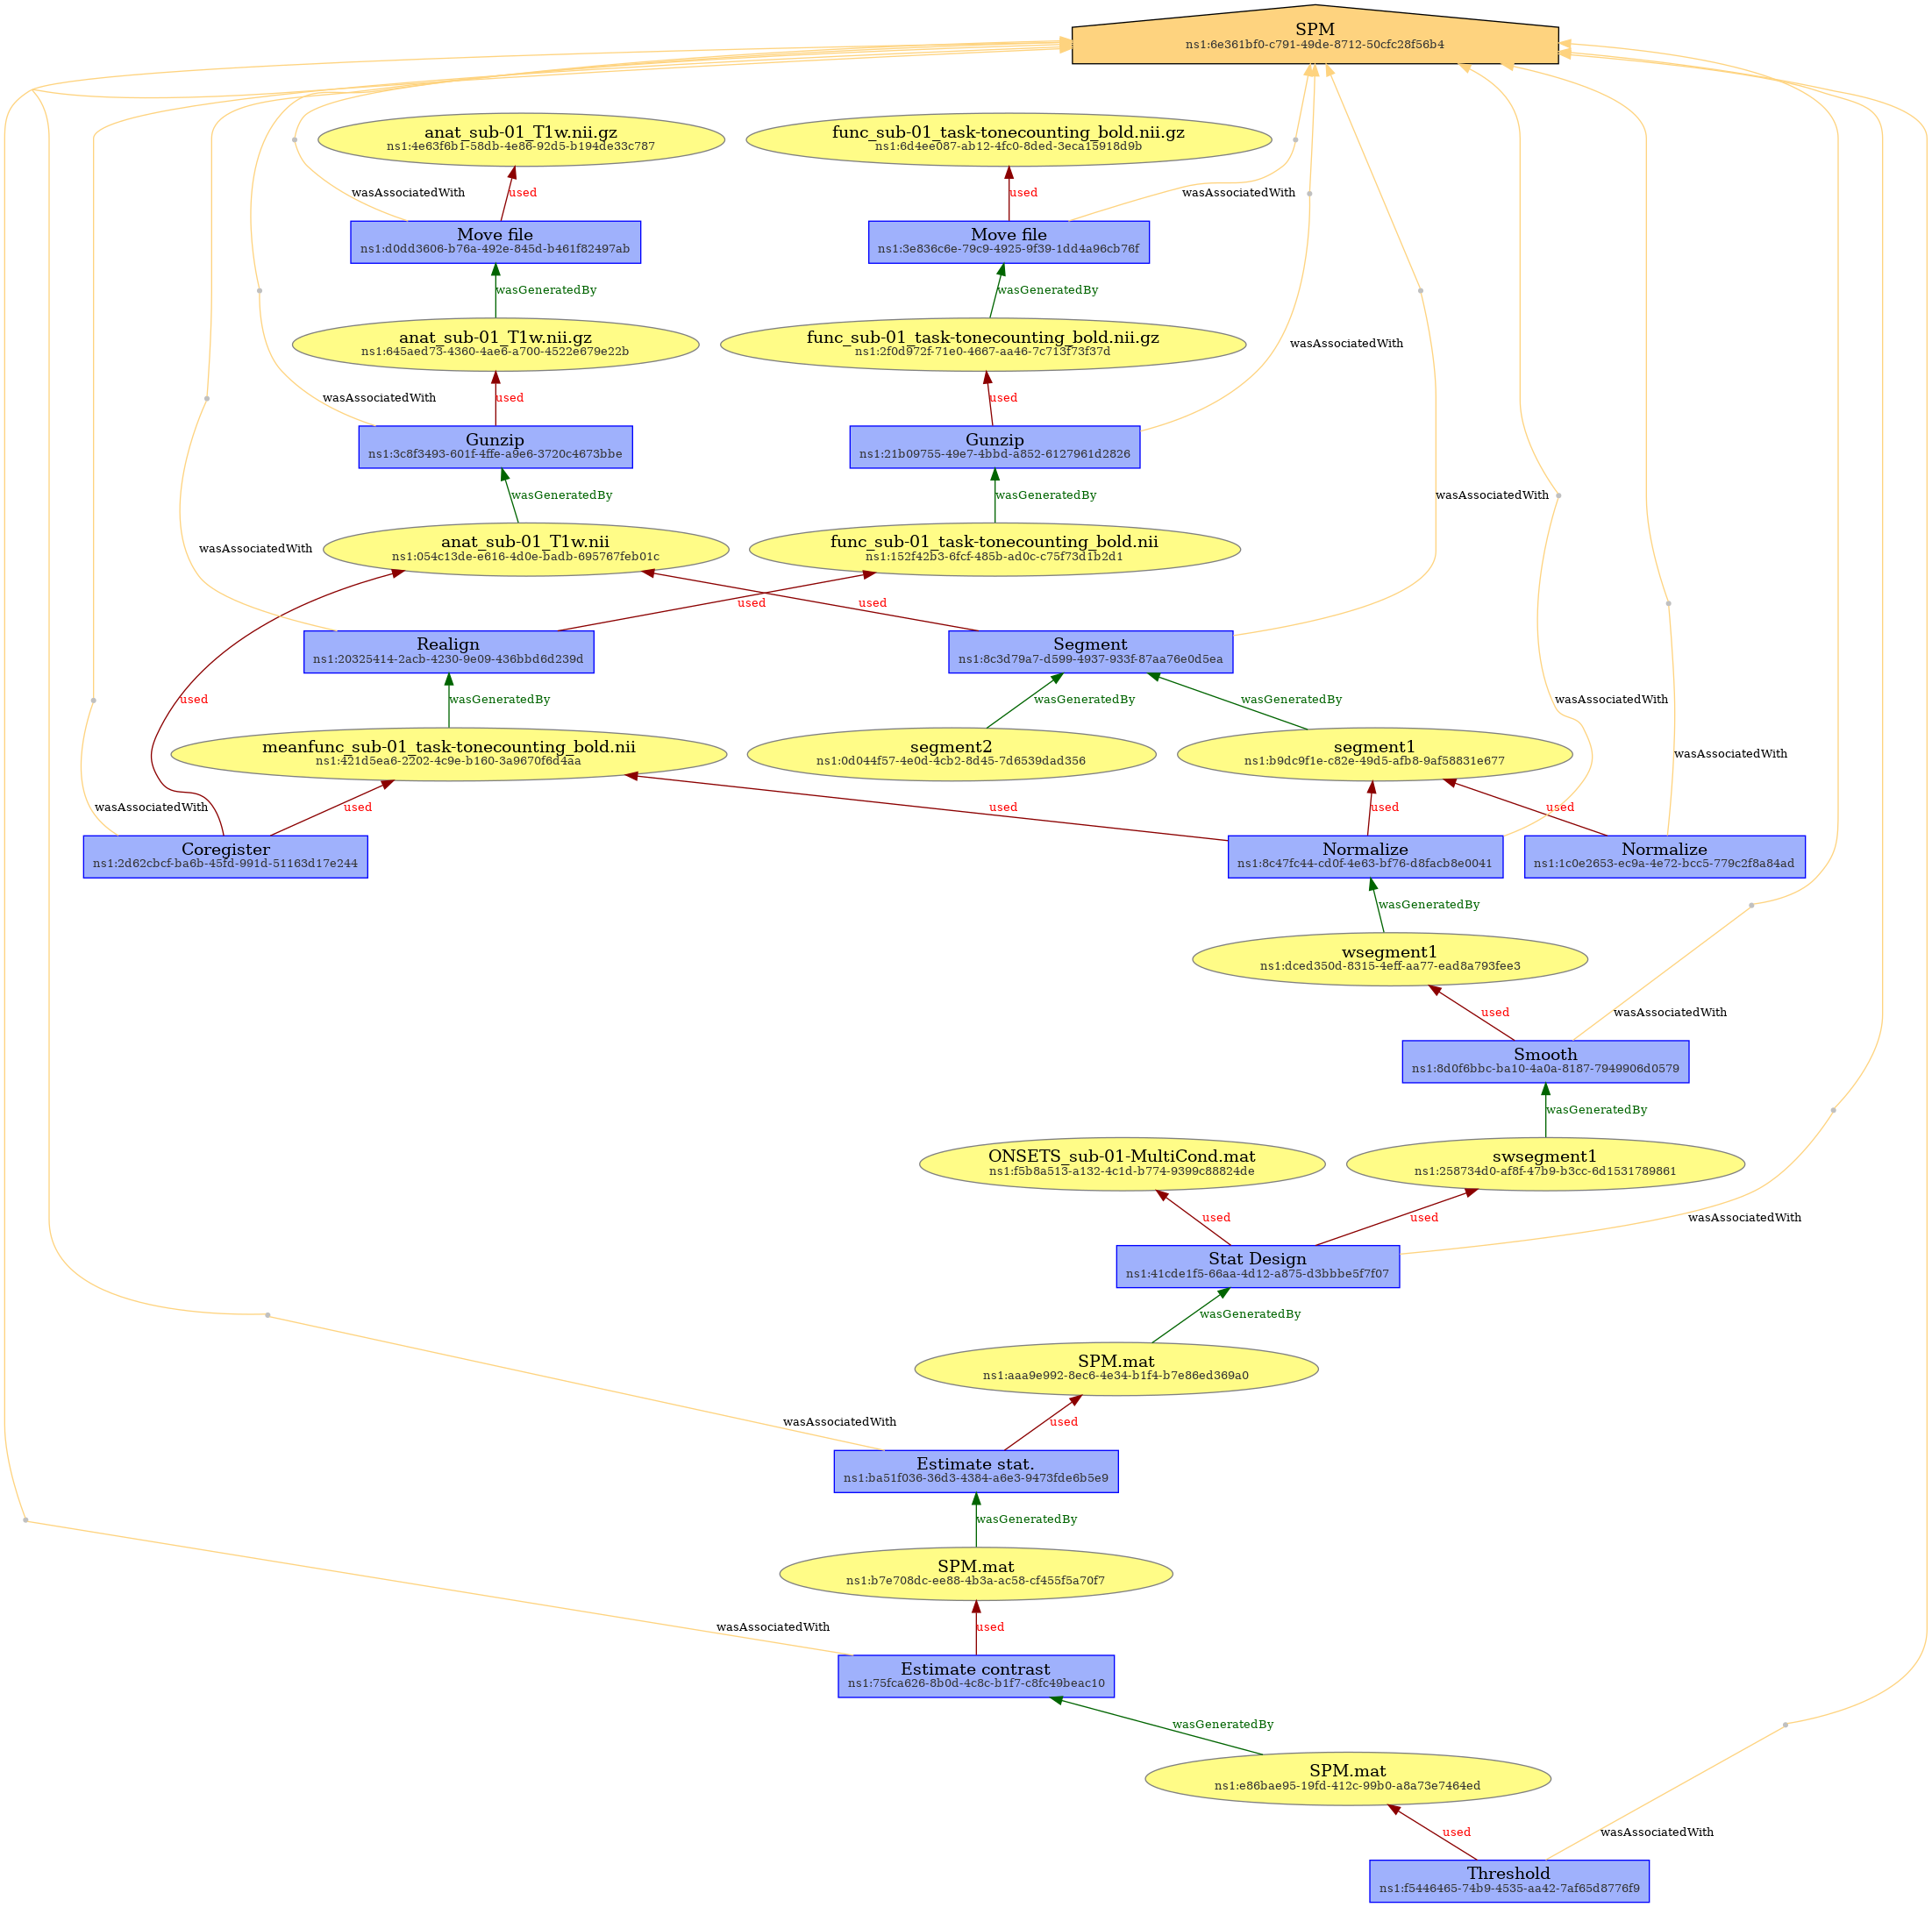 SPM
ns1:6e361bf0-c791-49de-8712-50cfc28f56b4
anat_sub-01_T1w.nii.gz
ns1:4e63f6b1-58db-4e86-92d5-b194de33c787
func_sub-01_task-tonecounting_bold.nii.gz
ns1:6d4ee087-ab12-4fc0-8ded-3eca15918d9b
wasAssociatedWith
used
used
wasAssociatedWith
Move file
ns1:d0dd3606-b76a-492e-845d-b461f82497ab
Move file
ns1:3e836c6e-79c9-4925-9f39-1dd4a96cb76f
wasGeneratedBy
wasGeneratedBy
anat_sub-01_T1w.nii.gz
ns1:645aed73-4360-4ae6-a700-4522e679e22b
func_sub-01_task-tonecounting_bold.nii.gz
ns1:2f0d972f-71e0-4667-aa46-7c713f73f37d
wasAssociatedWith
wasAssociatedWith
used
used
Gunzip
ns1:3c8f3493-601f-4ffe-a9e6-3720c4673bbe
Gunzip
ns1:21b09755-49e7-4bbd-a852-6127961d2826
wasGeneratedBy
wasGeneratedBy
wasAssociatedWith
anat_sub-01_T1w.nii
ns1:054c13de-e616-4d0e-badb-695767feb01c
func_sub-01_task-tonecounting_bold.nii
ns1:152f42b3-6fcf-485b-ad0c-c75f73d1b2d1
wasAssociatedWith
used
used
Realign
ns1:20325414-2acb-4230-9e09-436bbd6d239d
Segment
ns1:8c3d79a7-d599-4937-933f-87aa76e0d5ea
used
wasGeneratedBy
wasGeneratedBy
wasGeneratedBy
wasAssociatedWith
meanfunc_sub-01_task-tonecounting_bold.nii
ns1:421d5ea6-2202-4c9e-b160-3a9670f6d4aa
segment2
ns1:0d044f57-4e0d-4cb2-8d45-7d6539dad356
segment1
ns1:b9dc9f1e-c82e-49d5-afb8-9af58831e677
wasAssociatedWith
wasAssociatedWith
used
used
used
used
Coregister
ns1:2d62cbcf-ba6b-45fd-991d-51163d17e244
Normalize
ns1:8c47fc44-cd0f-4e63-bf76-d8facb8e0041
Normalize
ns1:1c0e2653-ec9a-4e72-bcc5-779c2f8a84ad
wasGeneratedBy
wsegment1
ns1:dced350d-8315-4eff-aa77-ead8a793fee3
used
wasAssociatedWith
Smooth
ns1:8d0f6bbc-ba10-4a0a-8187-7949906d0579
wasGeneratedBy
ONSETS_sub-01-MultiCond.mat
ns1:f5b8a513-a132-4c1d-b774-9399c88824de
swsegment1
ns1:258734d0-af8f-47b9-b3cc-6d1531789861
used
used
wasAssociatedWith
Stat Design
ns1:41cde1f5-66aa-4d12-a875-d3bbbe5f7f07
wasGeneratedBy
SPM.mat
ns1:aaa9e992-8ec6-4e34-b1f4-b7e86ed369a0
wasAssociatedWith
used
Estimate stat.
ns1:ba51f036-36d3-4384-a6e3-9473fde6b5e9
wasGeneratedBy
SPM.mat
ns1:b7e708dc-ee88-4b3a-ac58-cf455f5a70f7
wasAssociatedWith
used
Estimate contrast
ns1:75fca626-8b0d-4c8c-b1f7-c8fc49beac10
wasGeneratedBy
SPM.mat
ns1:e86bae95-19fd-412c-99b0-a8a73e7464ed
used
wasAssociatedWith
Threshold
ns1:f5446465-74b9-4535-aa42-7af65d8776f9